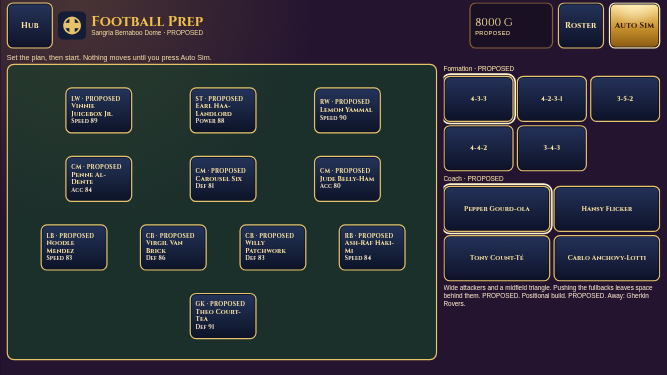 Hub
Football Prep
Sangria Bernaboo Dome · PROPOSED
8000 G
PROPOSED
Roster
Auto Sim
Set the plan, then start. Nothing moves until you press Auto Sim.
LW · PROPOSED
Vinnie
Juicebox Jr.
Speed 89
ST · PROPOSED
Earl Haa-
Landlord
Power 88
RW · PROPOSED
Lemon Yammal
Speed 90
CM · PROPOSED
Penne Al-
Dente
Acc 84
CM · PROPOSED
Carousel Six
Def 81
CM · PROPOSED
Jude Belly-Ham
Acc 80
LB · PROPOSED
Noodle
Mendez
Speed 83
CB · PROPOSED
Virgil Van
Brick
Def 86
CB · PROPOSED
Willy
Patchwork
Def 83
RB · PROPOSED
Ash-Raf Haki-
Mi
Speed 84
GK · PROPOSED
Theo Court-
Tea
Def 91
Formation · PROPOSED
4-3-3
4-2-3-1
3-5-2
4-4-2
3-4-3
Coach · PROPOSED
Pepper Gourd-ola
Hansy Flicker
Tony Count-Té
Carlo Anchovy-Lotti
Wide attackers and a midfield triangle. Pushing the fullbacks leaves space
behind them. PROPOSED. Positional build. PROPOSED. Away: Gherkin
Rovers.